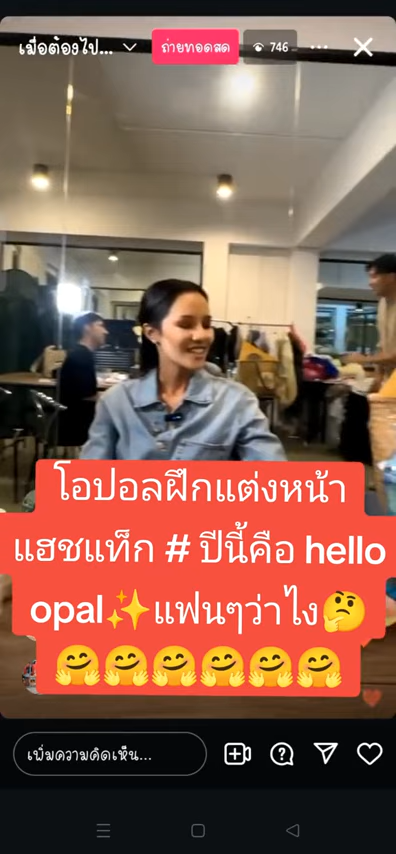 เมื่อต้องไป... ถ่ายทอดสด 746
โอปอลฝึกแต่งหน้า
แฮชแท็ก # ปีนี้คือ hello
opal✨แฟนๆว่าไง🤔
🤗🤗🤗🤗🤗🤗
เพิ่มความคิดเห็น...